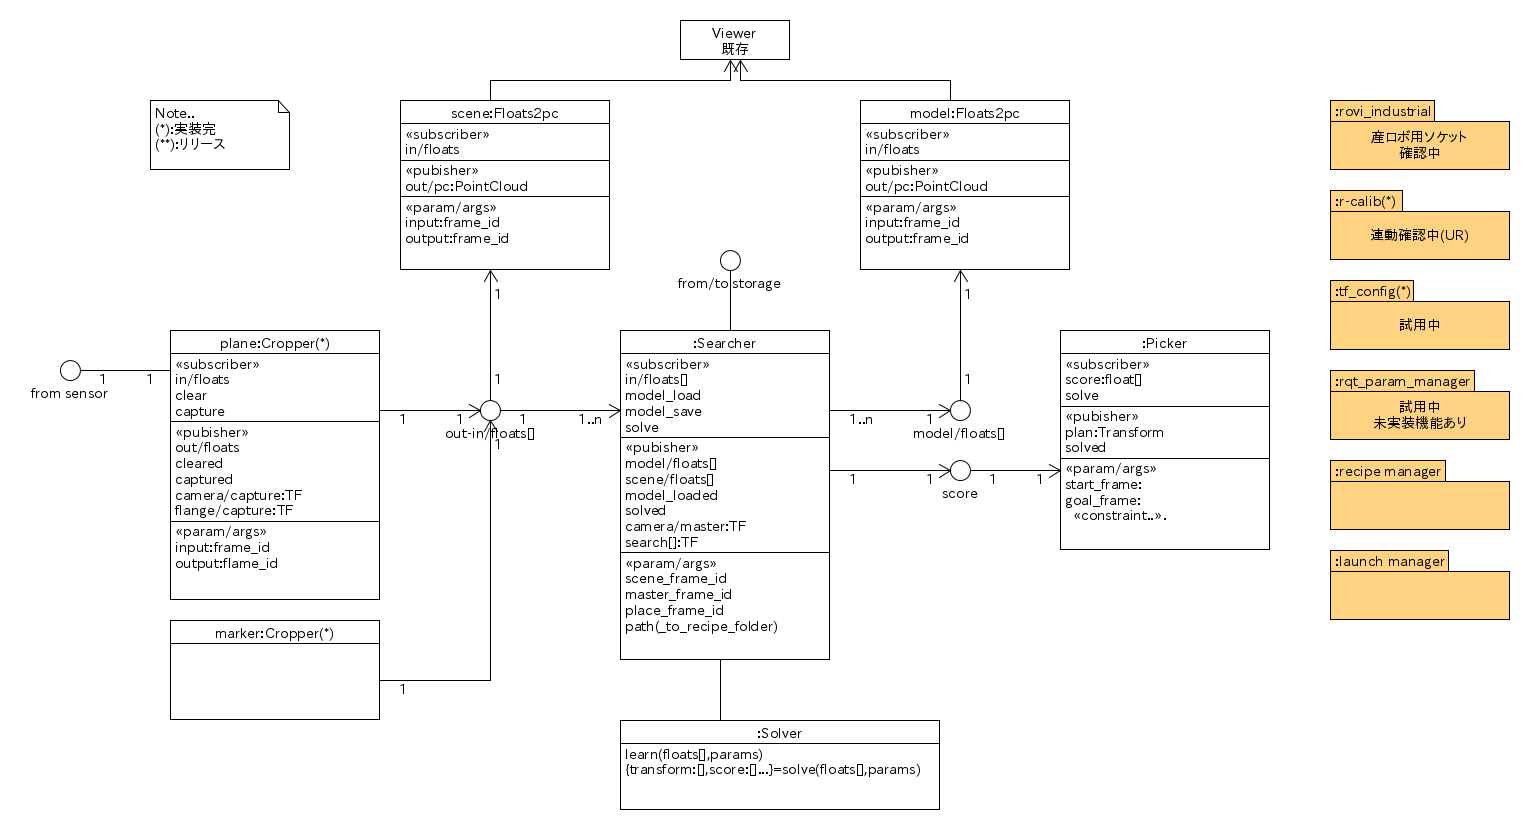 Viewer
既存
Note..
(*):実装完
(**):リリース
scene:Floats2pc
«subscriber»
in/floats
«pubisher»
out/pc:PointCloud
«param/args»
input:frame_id
output:frame_id
model:Floats2pc
«subscriber»
in/floats
«pubisher»
out/pc:PointCloud
«param/args»
input:frame_id
output:frame_id
:rovi_industrial
産ロボ用ソケット
確認中
:r-calib(*)
連動確認中(UR)
:tf_config(*)
試用中
:rqt_param_manager
試用中
未実装機能あり
:recipe manager
:launch manager
from/to storage
1
1
from sensor
1
1
plane:Cropper(*)
«subscriber»
in/floats
clear
capture
«pubisher»
out/floats
cleared
captured
camera/capture:TF
flange/capture:TF
«param/args»
input:frame_id
output:flame_id
1
1
1
1
1..n
out-in/floats[]
1
:Searcher
«subscriber»
in/floats[]
model_load
model_save
solve
«pubisher»
model/floats[]
scene/floats[]
model_loaded
solved
camera/master:TF
search[]:TF
«param/args»
scene_frame_id
master_frame_id
place_frame_id
path(_to_recipe_folder)
1
1..n
1
model/floats[]
1
1
1
1
score
:Picker
«subscriber»
score:float[]
solve
«pubisher»
plan:Transform
solved
«param/args»
start_frame:
goal_frame:
«constraint..».
marker:Cropper(*)
1
:Solver
learn(floats[],params)
{transform:[],score:[]...}=solve(floats[],params)